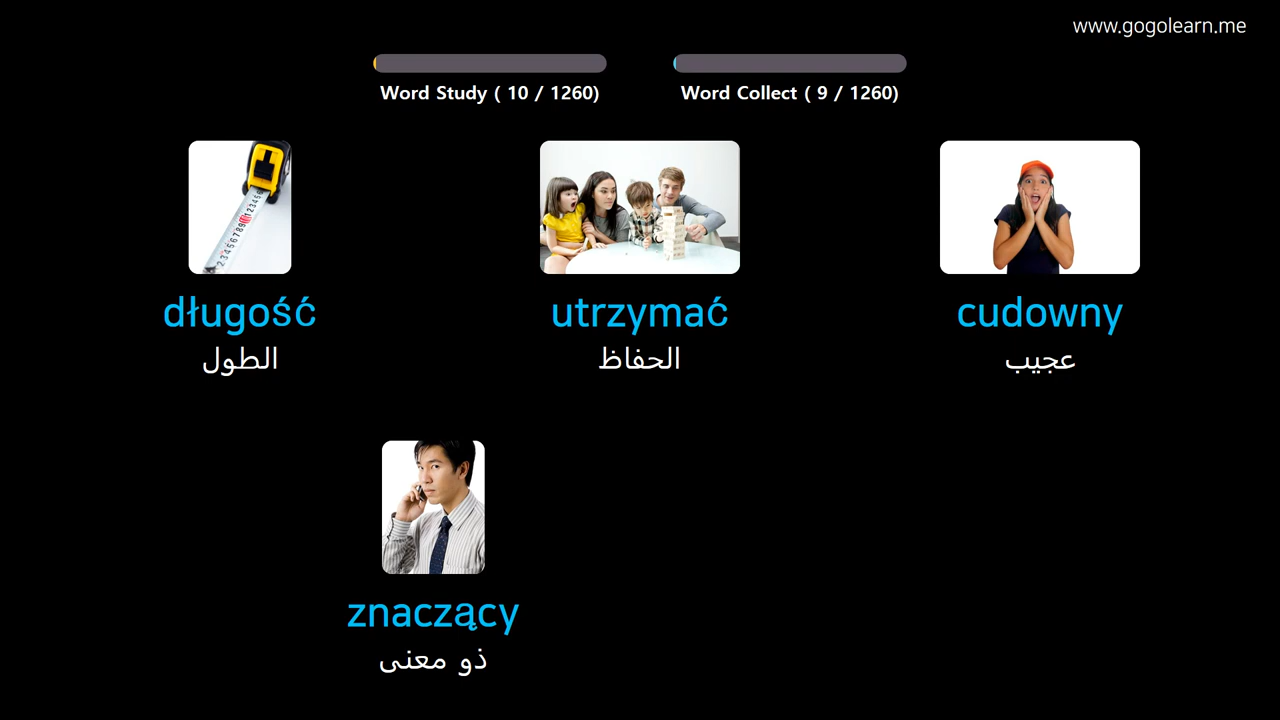 www.gogolearn.me
Word Study ( 10 / 1260)
Word Collect ( 9 / 1260)
długość
الطول
utrzymać
الحفاظ
cudowny
عجيب
znaczący
ذو معنى